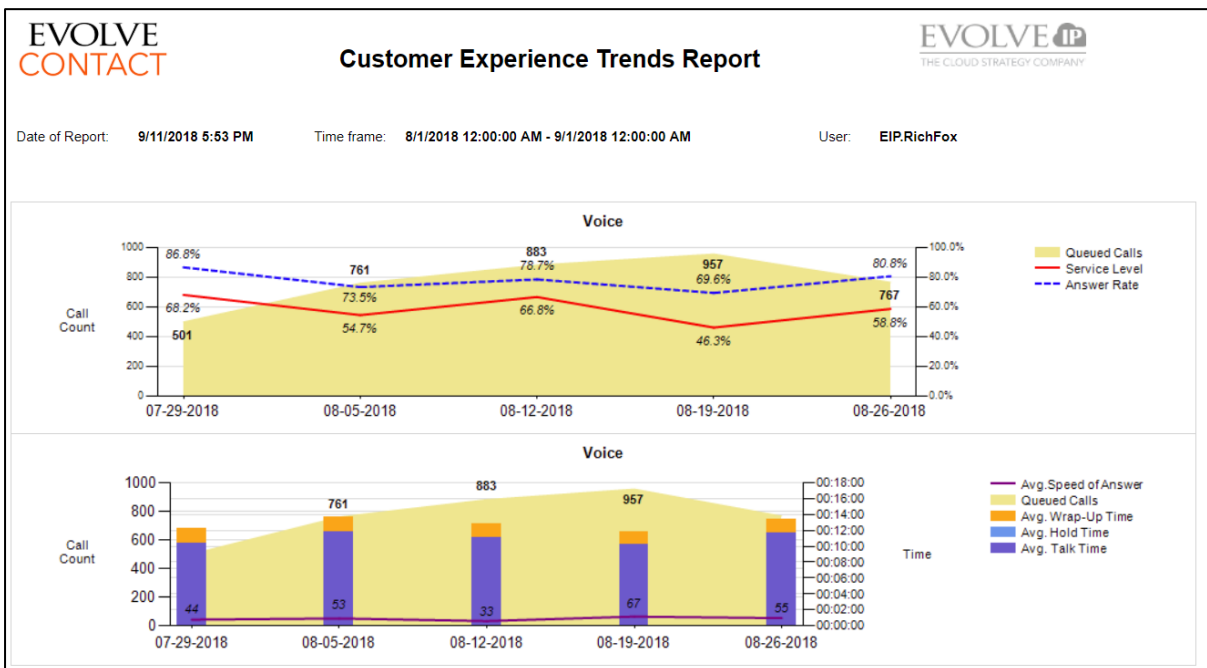 EVOLVE
CONTACT
Customer Experience Trends Report
EVOLVE IP
THE CLOUD STRATEGY COMPANY
Date of Report: 9/11/2018 5:53 PM Time frame: 8/1/2018 12:00:00 AM - 9/1/2018 12:00:00 AM User: EIP.RichFox
Voice
Call
Count
1000
800
600
400
200
0
86.8%
68.2%
501
761
73.5%
54.7%
883
78.7%
66.8%
957
69.6%
46.3%
80.8%
767
58.8%
100.0%
80.0%
60.0%
40.0%
20.0%
0.0%
07-29-2018 08-05-2018 08-12-2018 08-19-2018 08-26-2018
Queued Calls
Service Level
Answer Rate
Voice
Call
Count
1000
800
600
400
200
0
761
883
957
44
53
33
67
55
00:18:00
00:16:00
00:14:00
00:12:00
00:10:00
00:08:00
00:06:00
00:04:00
00:02:00
00:00:00
Time
07-29-2018 08-05-2018 08-12-2018 08-19-2018 08-26-2018
Avg.Speed of Answer
Queued Calls
Avg. Wrap-Up Time
Avg. Hold Time
Avg. Talk Time